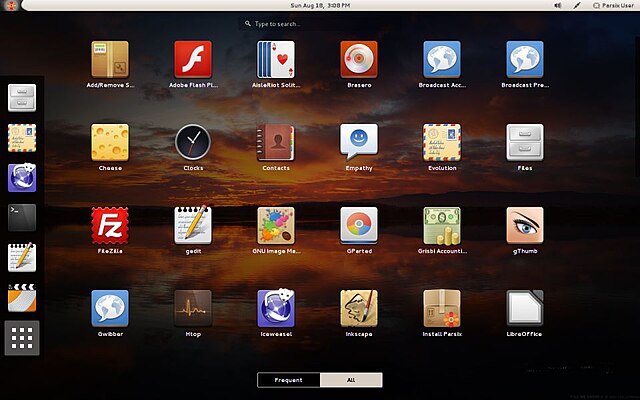 Sun Aug 18, 3:08 PM
Parsix User
Type to search...
Add/Remove S...
Adobe Flash Pl...
AisleRiot Solit...
Brasero
Broadcast Acc...
Broadcast Pre...
Cheese
Clocks
Contacts
Empathy
Evolution
Files
FileZilla
gedit
GNU Image Ma...
GParted
Grisbi Accounti...
gThumb
Gwibber
Htop
Iceweasel
Inkscape
Install Parsix
LibreOffice
Frequent
All